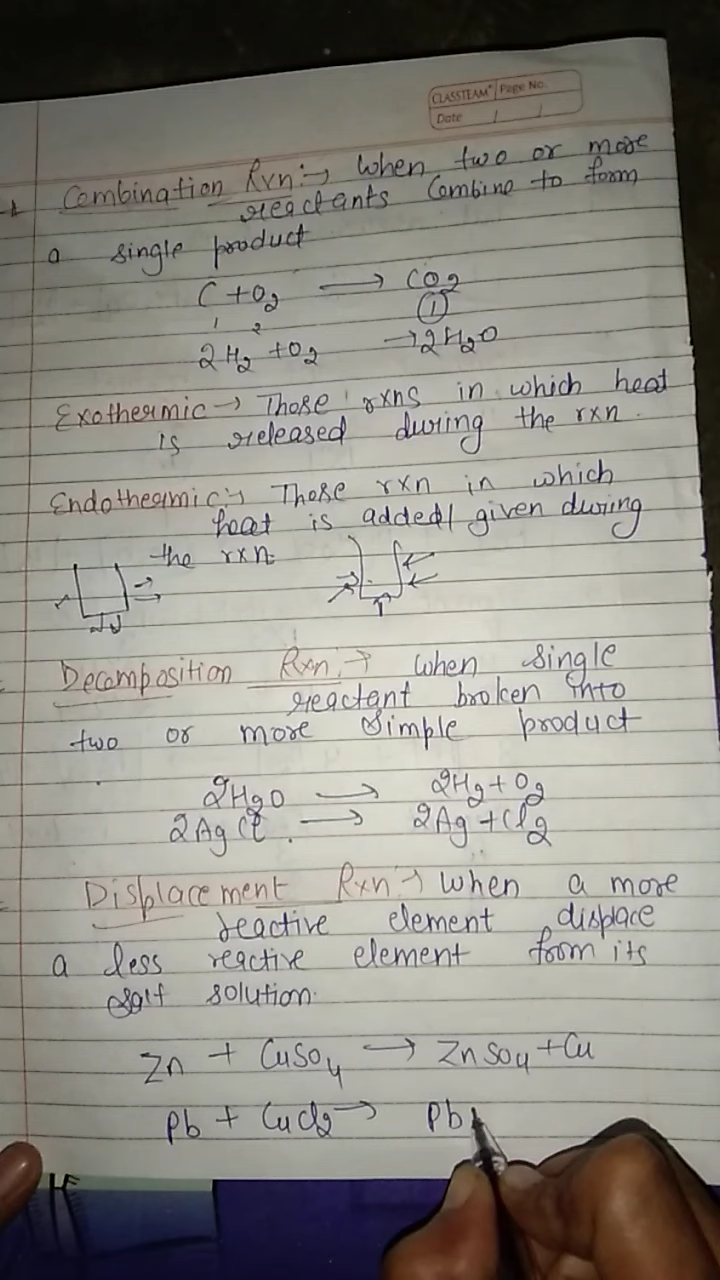 CLASSTEAM Page No.
Date / /
Combination Rxn :→ When two or more
reactants Combine to form
a single product
C + O2 → CO2
1 2 1
2H2 + O2 → 2H2O
Exothermic → Those rxns in which heat
is released during the rxn.
Endothermic :→ Those rxn in which
heat is added/ given during
the rxn.
Decomposition Rxn :→ When single
reactant broken into
two or more simple product
2H2O → 2H2 + O2
2AgCl → 2Ag + Cl2
Displacement Rxn :→ When a more
reactive element displace
a less reactive element from its
salt solution.
Zn + CuSO4 → ZnSO4 + Cu
Pb + CuCl2 → Pb